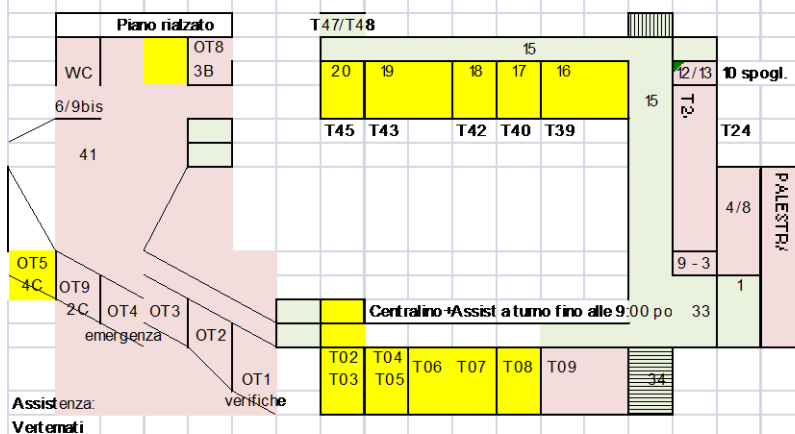 Piano rialzato
T47/T48
OT8
15
WC
3B
20 19 18 17 16
12/13
10 spogl.
6/9bis
15
T2
T45 T43 T42 T40 T39
T24
41
PALESTRA
4/8
OT5
4C
9 - 3
OT9
2C
OT4 OT3
1
Centralino+Assist a turno fino alle 9:00 po
33
emergenza
OT2
T02 T04
T06 T07 T08 T09
T03 T05
OT1
34
verifiche
Assistenza:
Verternati